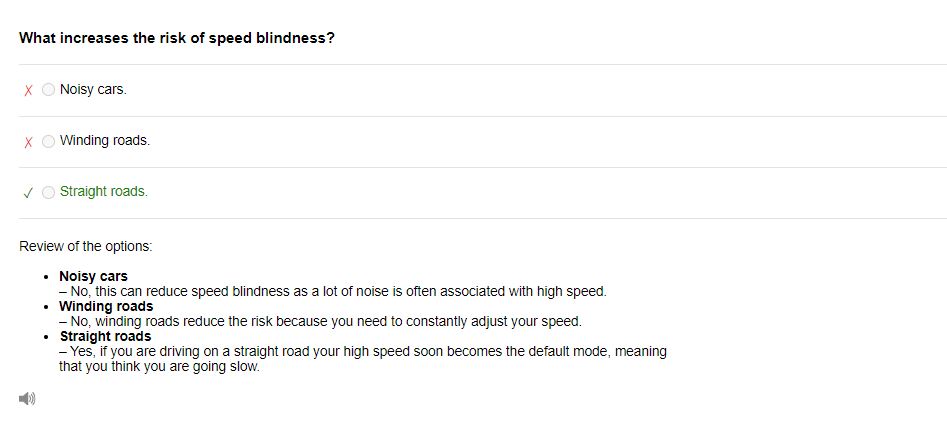 What increases the risk of speed blindness?
Noisy cars.
Winding roads.
Straight roads.
Review of the options:
Noisy cars
– No, this can reduce speed blindness as a lot of noise is often associated with high speed.
Winding roads
– No, winding roads reduce the risk because you need to constantly adjust your speed.
Straight roads
– Yes, if you are driving on a straight road your high speed soon becomes the default mode, meaning
that you think you are going slow.